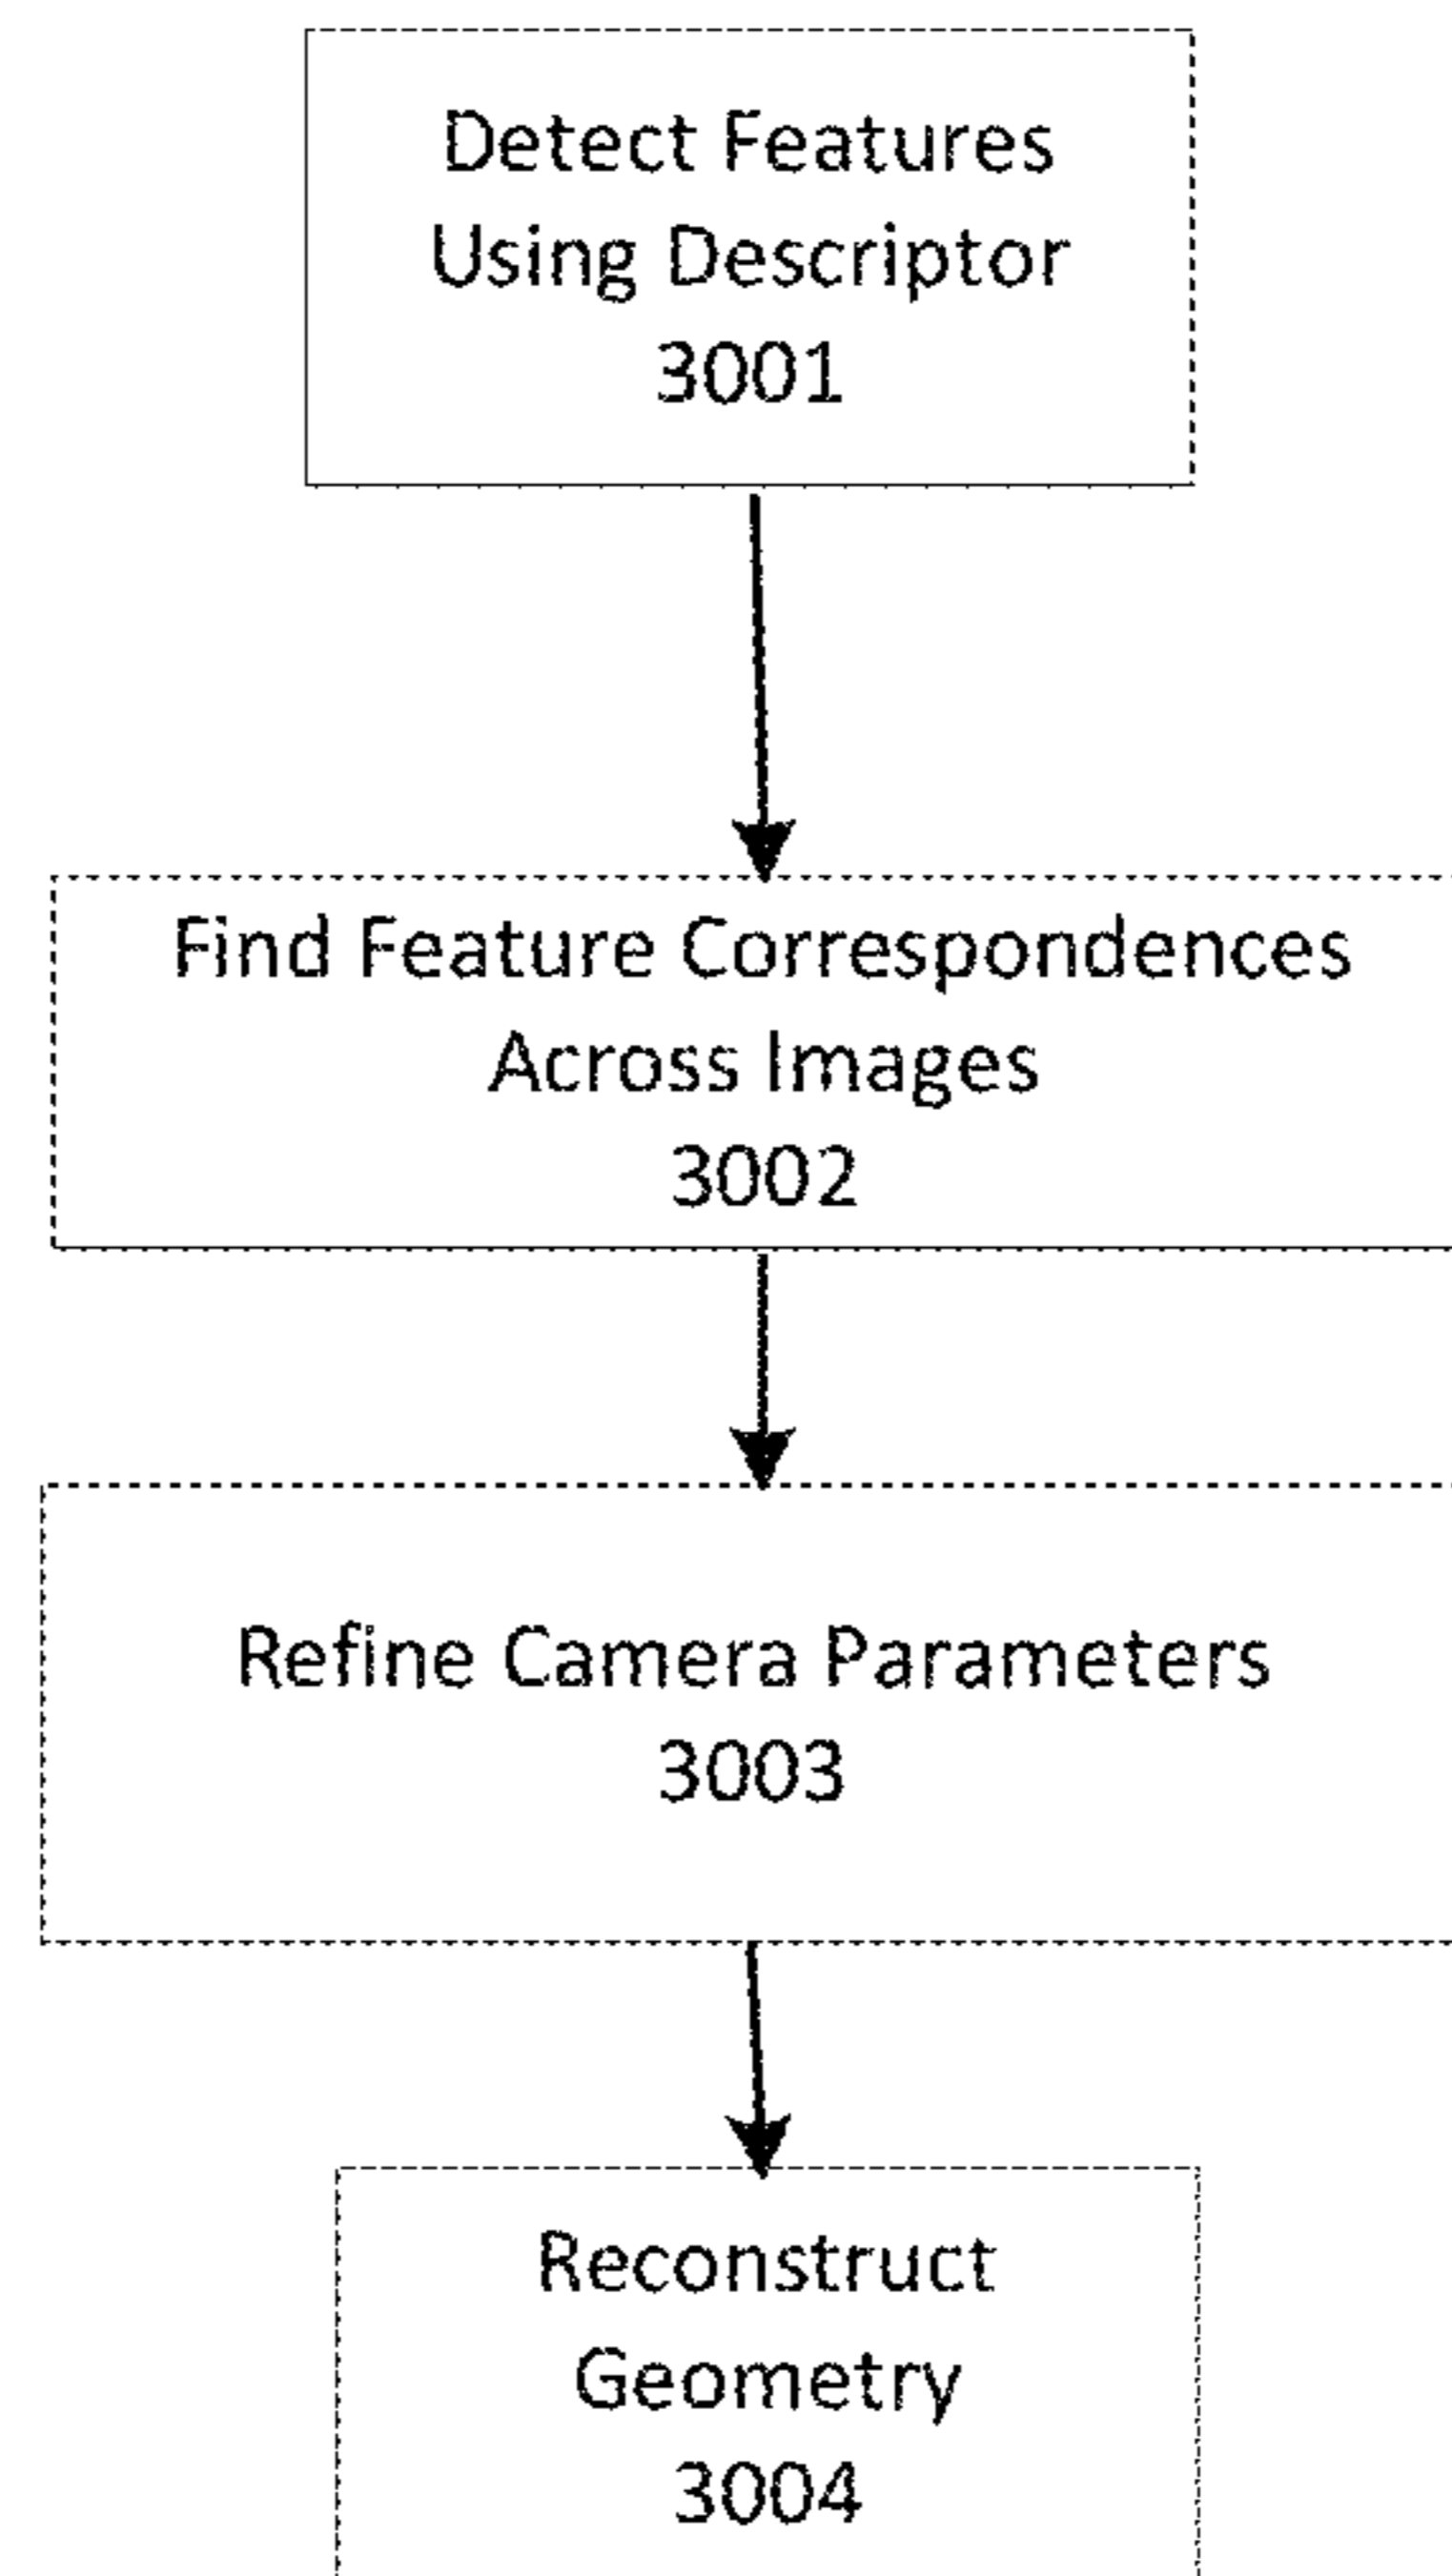 Detect Features
Using Descriptor
3001
Find Feature Correspondences
Across Images
3002
Refine Camera Parameters
3003
Reconstruct
Geometry
3004